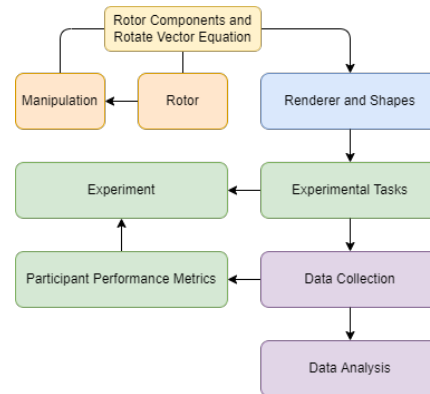 Rotor Components and
Rotate Vector Equation
Manipulation
Rotor
Renderer and Shapes
Experiment
Experimental Tasks
Participant Performance Metrics
Data Collection
Data Analysis